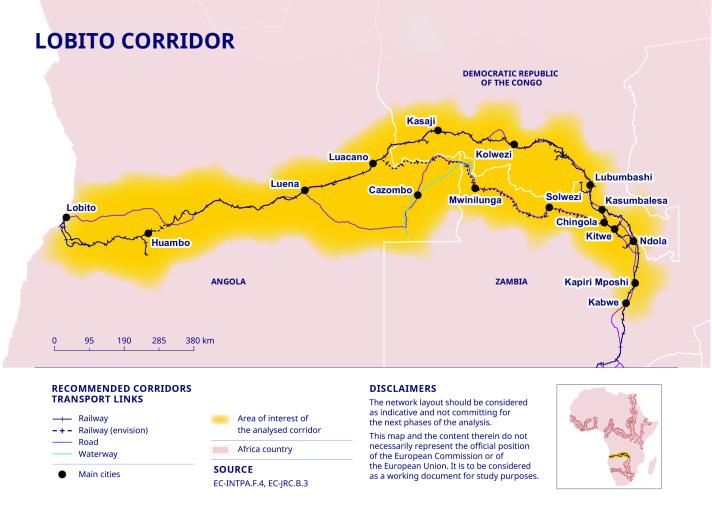 LOBITO CORRIDOR
DEMOCRATIC REPUBLIC
OF THE CONGO
Kasaji
Kolwezi
Luacano
Lubumbashi
Luena
Cazombo
Solwezi
Kasumbalesa
Mwinilunga
Lobito
Chingola
Kitwe
Ndola
Huambo
ANGOLA
ZAMBIA
Kapiri Mposhi
Kabwe
0 95 190 285 380 km
RECOMMENDED CORRIDORS
TRANSPORT LINKS
Railway
Railway (envision)
Road
Waterway
Main cities
Area of interest of
the analysed corridor
Africa country
SOURCE
EC-INTPA.F.4, EC-JRC.B.3
DISCLAIMERS
The network layout should be considered
as indicative and not committing for
the next phases of the analysis.
This map and the content therein do not
necessarily represent the official position
of the European Commission or of
the European Union. It is to be considered
as a working document for study purposes.